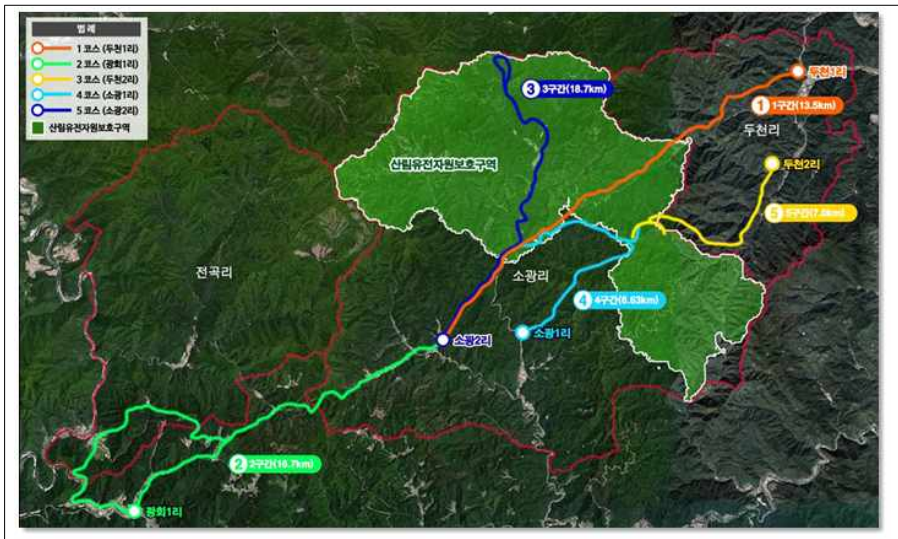 범 례
1 코스 (두천1리)
2 코스 (광회1리)
3 코스 (두천2리)
4 코스 (소광1리)
5 코스 (소광2리)
산림유전자원보호구역
3 3구간(18.7km)
두천1리
1 1구간(13.5km)
두천리
산림유전자원보호구역
두천2리
5 5구간(7.6km)
전곡리
소광리
4 4구간(6.63km)
소광2리
소광1리
2 2구간(16.7km)
광회1리